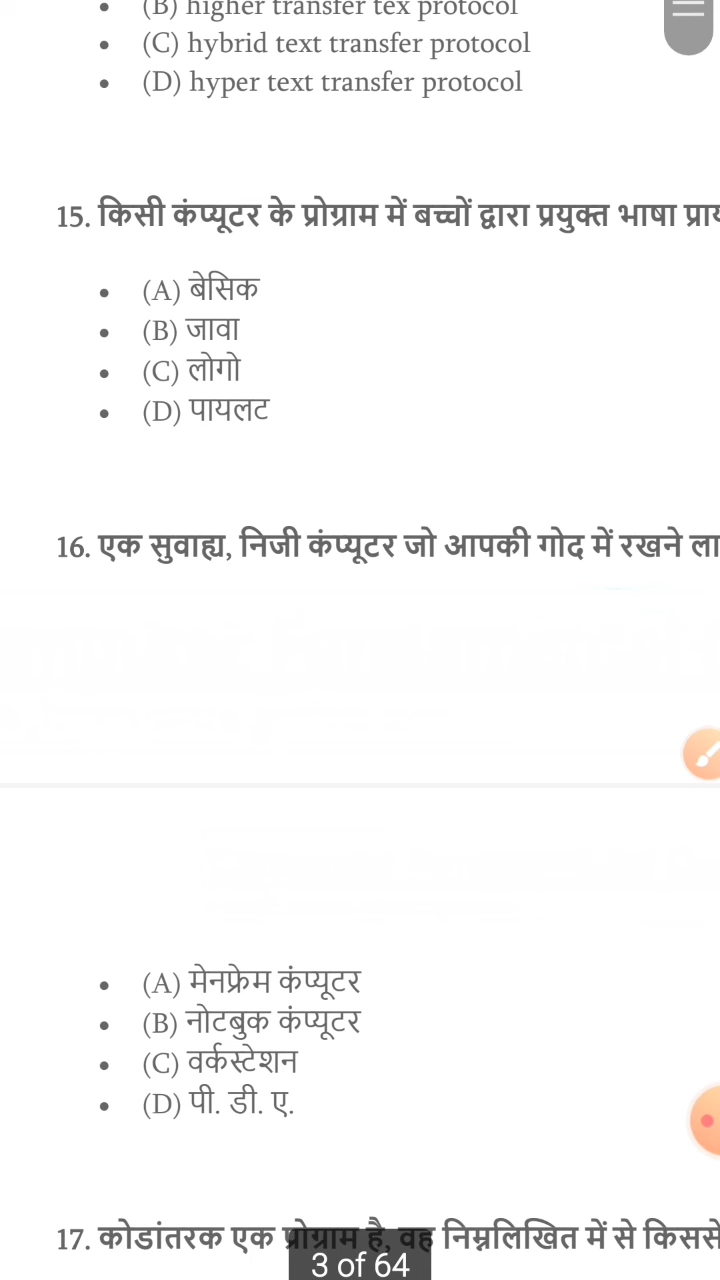 (B) higher transfer tex protocol
(C) hybrid text transfer protocol
(D) hyper text transfer protocol
15. किसी कंप्यूटर के प्रोग्राम में बच्चों द्वारा प्रयुक्त भाषा
(A) बेसिक
(B) जावा
(C) लोगो
(D) पायलट
16. एक सुवाह्य, निजी कंप्यूटर जो आपकी गोद में रखने
(A) मेनफ्रेम कंप्यूटर
(B) नोटबुक कंप्यूटर
(C) वर्कस्टेशन
(D) पी. डी. ए.
17. कोडांतरक एक प्रोग्राम है, वह निम्नलिखित में से किससे
3 of 64